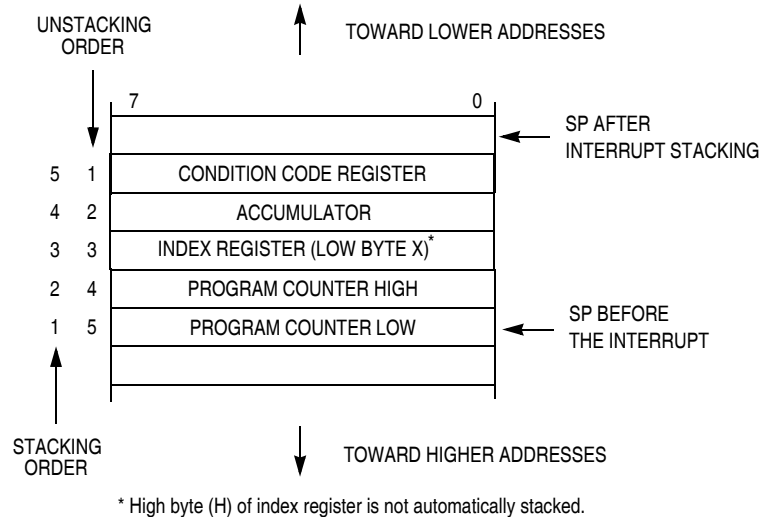 UNSTACKING
ORDER
TOWARD LOWER ADDRESSES
7 0
SP AFTER
INTERRUPT STACKING
5 1 CONDITION CODE REGISTER
4 2 ACCUMULATOR
3 3 INDEX REGISTER (LOW BYTE X)*
2 4 PROGRAM COUNTER HIGH
1 5 PROGRAM COUNTER LOW
SP BEFORE
THE INTERRUPT
STACKING
ORDER
TOWARD HIGHER ADDRESSES
* High byte (H) of index register is not automatically stacked.